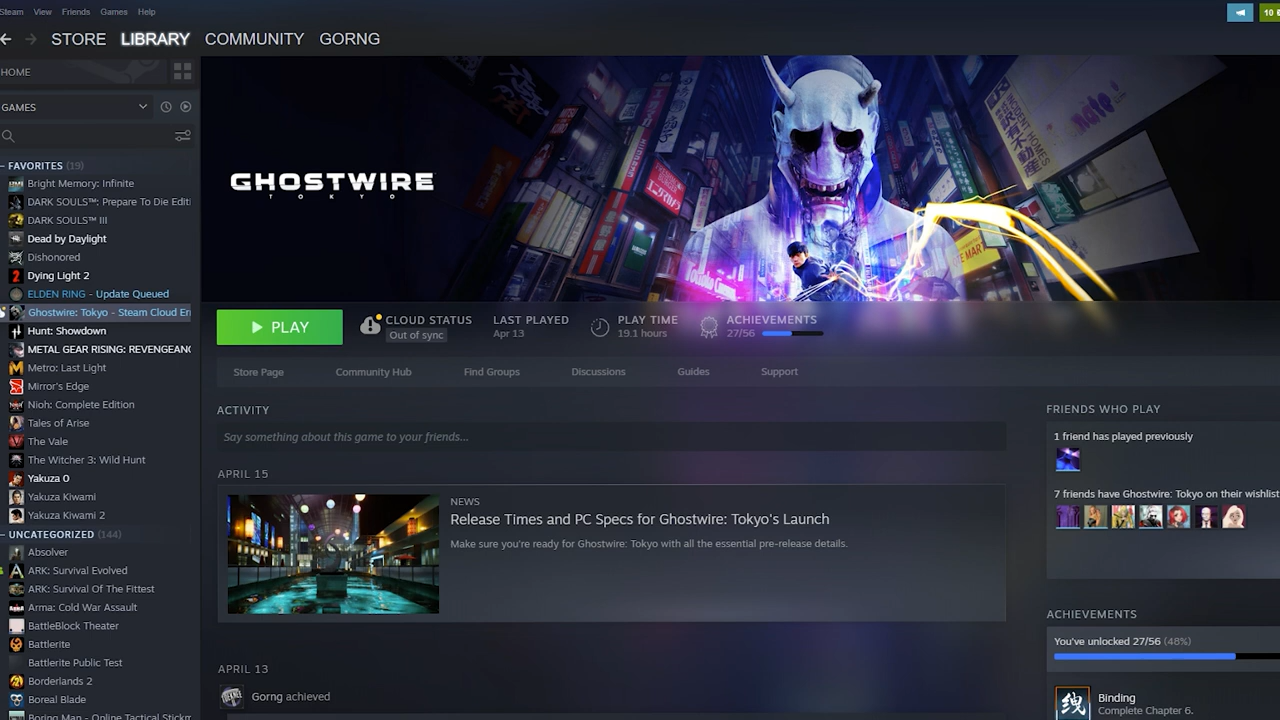 Steam View Friends Games Help
10
STORE LIBRARY COMMUNITY GORNG
HOME
GAMES
FAVORITES (19)
Bright Memory: Infinite
DARK SOULS™: Prepare To Die Editi
DARK SOULS™ III
Dead by Daylight
Dishonored
Dying Light 2
ELDEN RING - Update Queued
Ghostwire: Tokyo - Steam Cloud Err
Hunt: Showdown
METAL GEAR RISING: REVENGEANC
Metro: Last Light
Mirror's Edge
Nioh: Complete Edition
Tales of Arise
The Vale
The Witcher 3: Wild Hunt
Yakuza 0
Yakuza Kiwami
Yakuza Kiwami 2
UNCATEGORIZED (144)
Absolver
ARK: Survival Evolved
ARK: Survival Of The Fittest
Arma: Cold War Assault
BattleBlock Theater
Battlerite
Battlerite Public Test
Borderlands 2
Boreal Blade
Boring Man - Online Tactical Stickm
GHOSTWIRE
TOKYO
PLAY
CLOUD STATUS
Out of sync
LAST PLAYED
Apr 13
PLAY TIME
19.1 hours
ACHIEVEMENTS
27/56
Store Page Community Hub Find Groups Discussions Guides Support
ACTIVITY
Say something about this game to your friends...
APRIL 15
NEWS
Release Times and PC Specs for Ghostwire: Tokyo's Launch
Make sure you're ready for Ghostwire: Tokyo with all the essential pre-release details.
APRIL 13
Gorng achieved
FRIENDS WHO PLAY
1 friend has played previously
7 friends have Ghostwire: Tokyo on their wishlist
ACHIEVEMENTS
You've unlocked 27/56 (48%)
Binding
Complete Chapter 6.